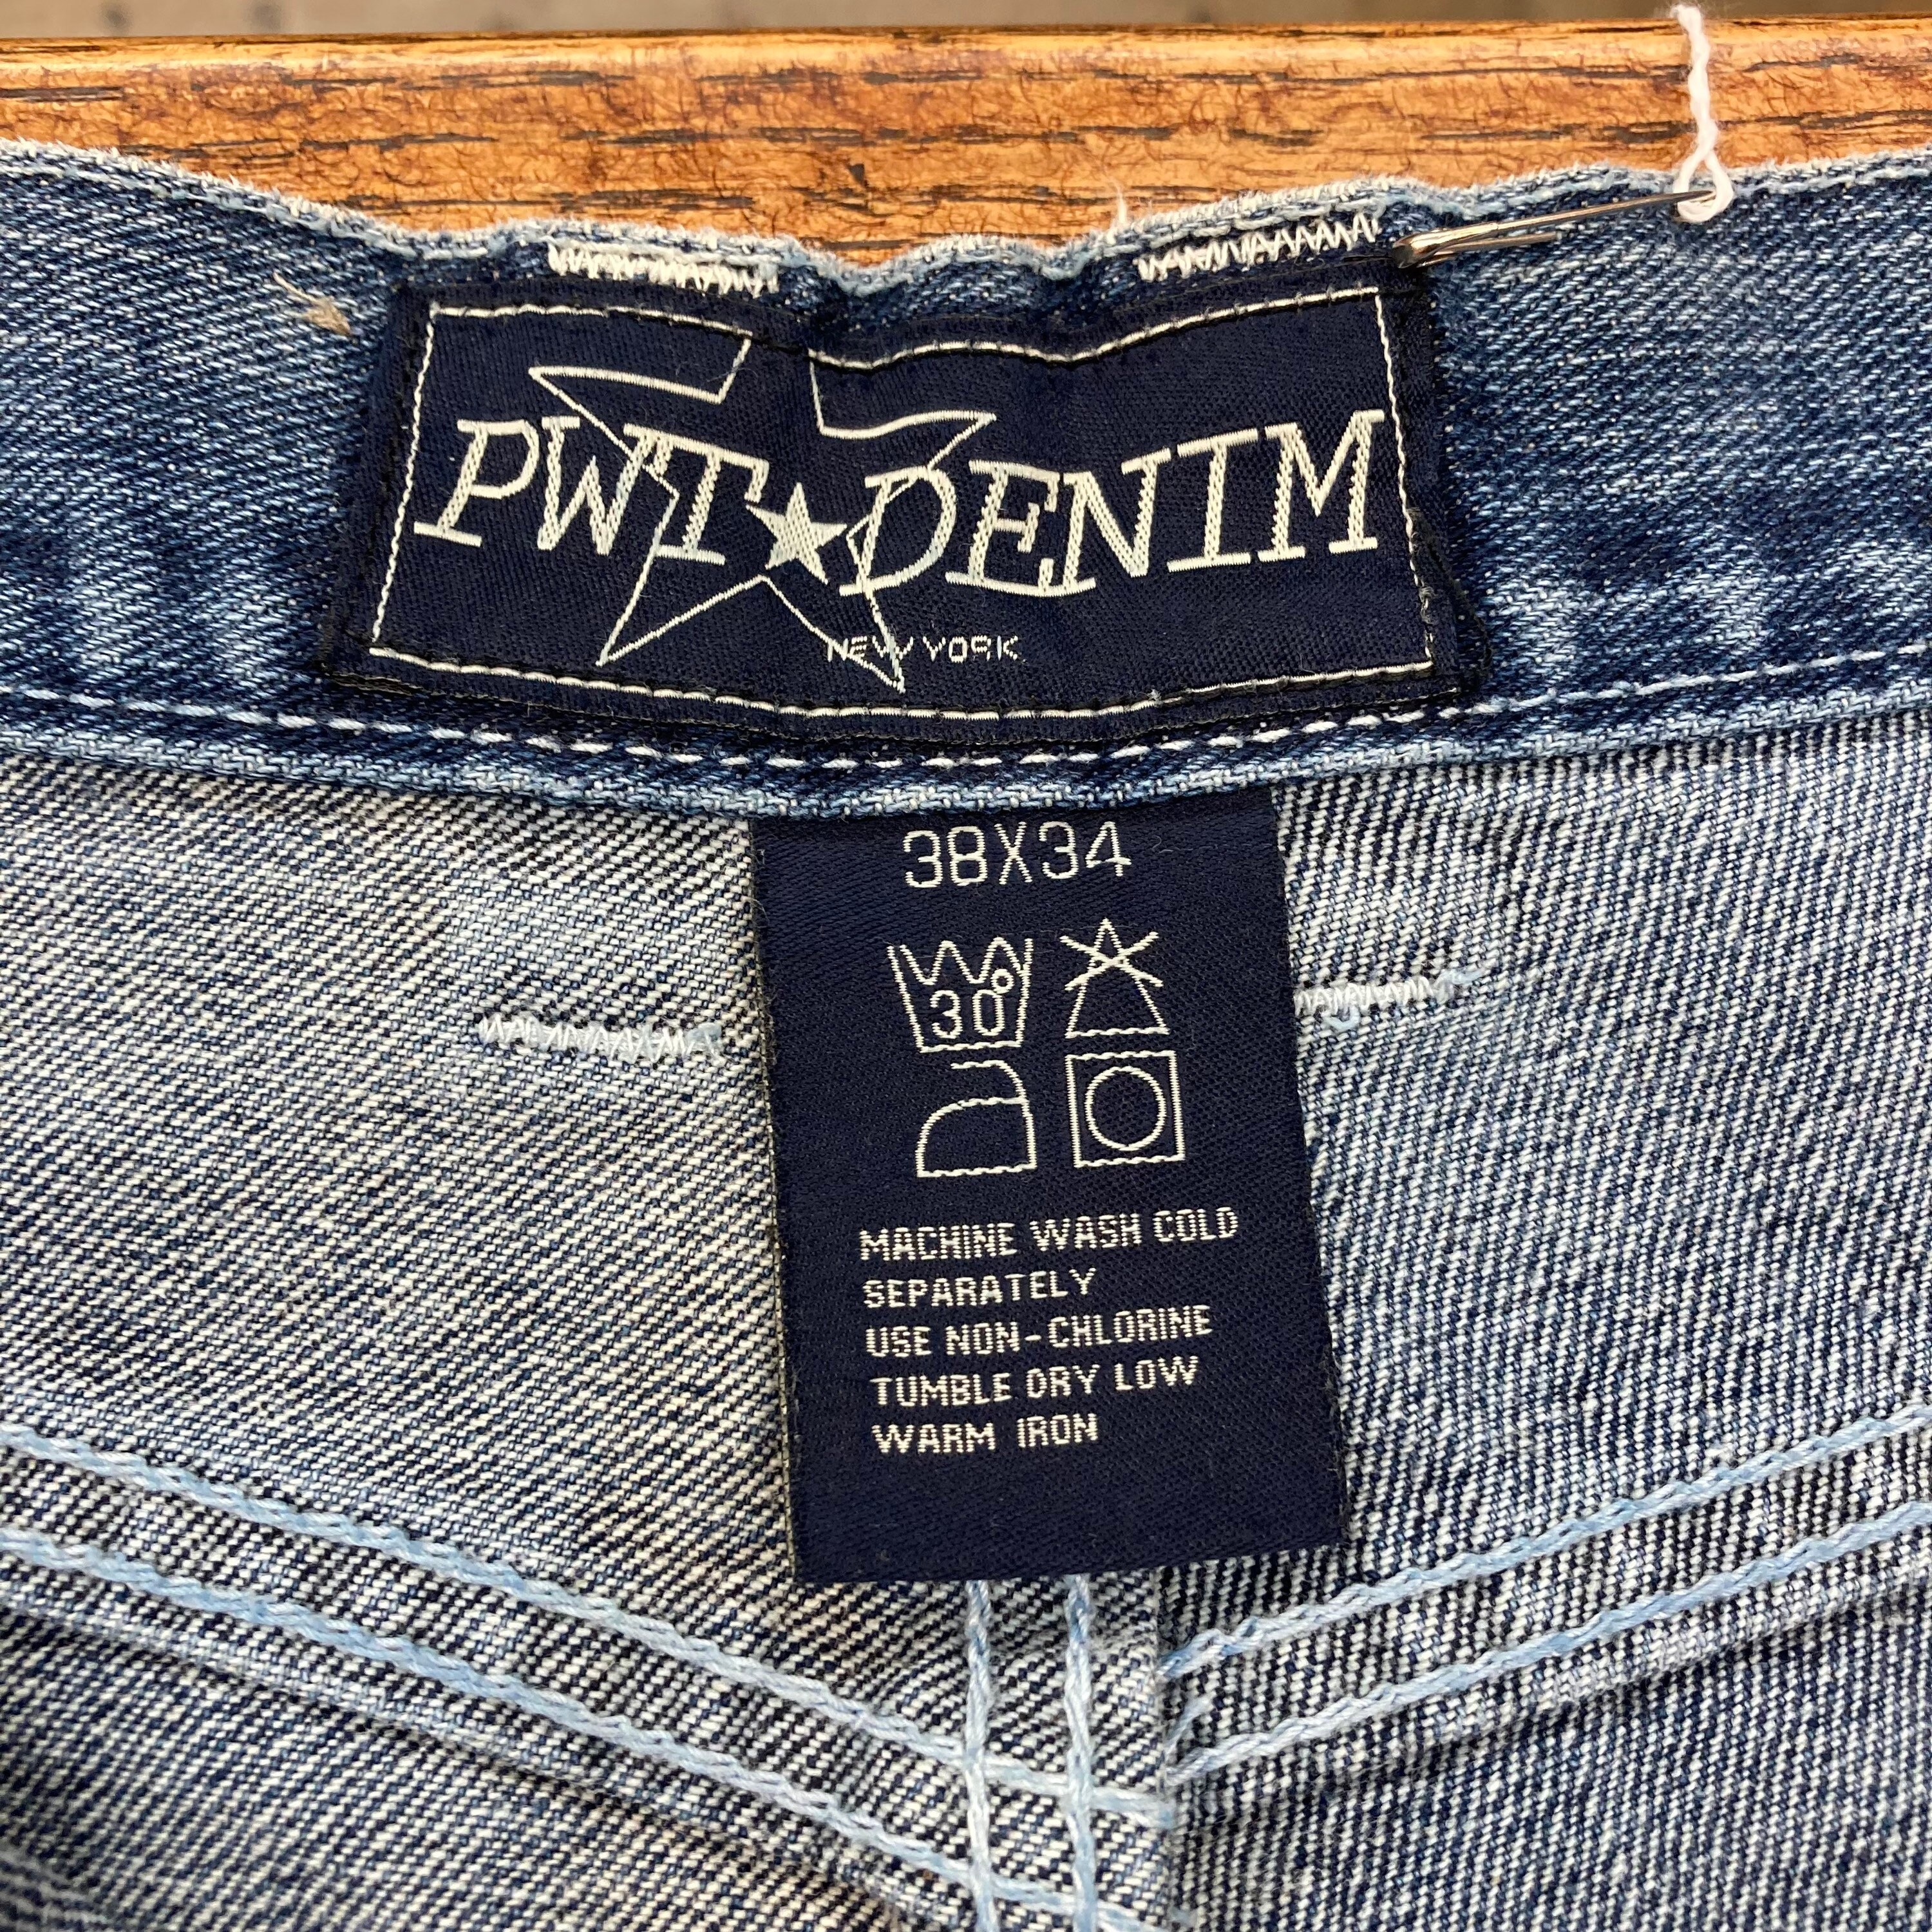 PWT★DENIM
NEW YORK
38X34
30°
MACHINE WASH COLD
SEPARATELY
USE NON-CHLORINE
TUMBLE DRY LOW
WARM IRON